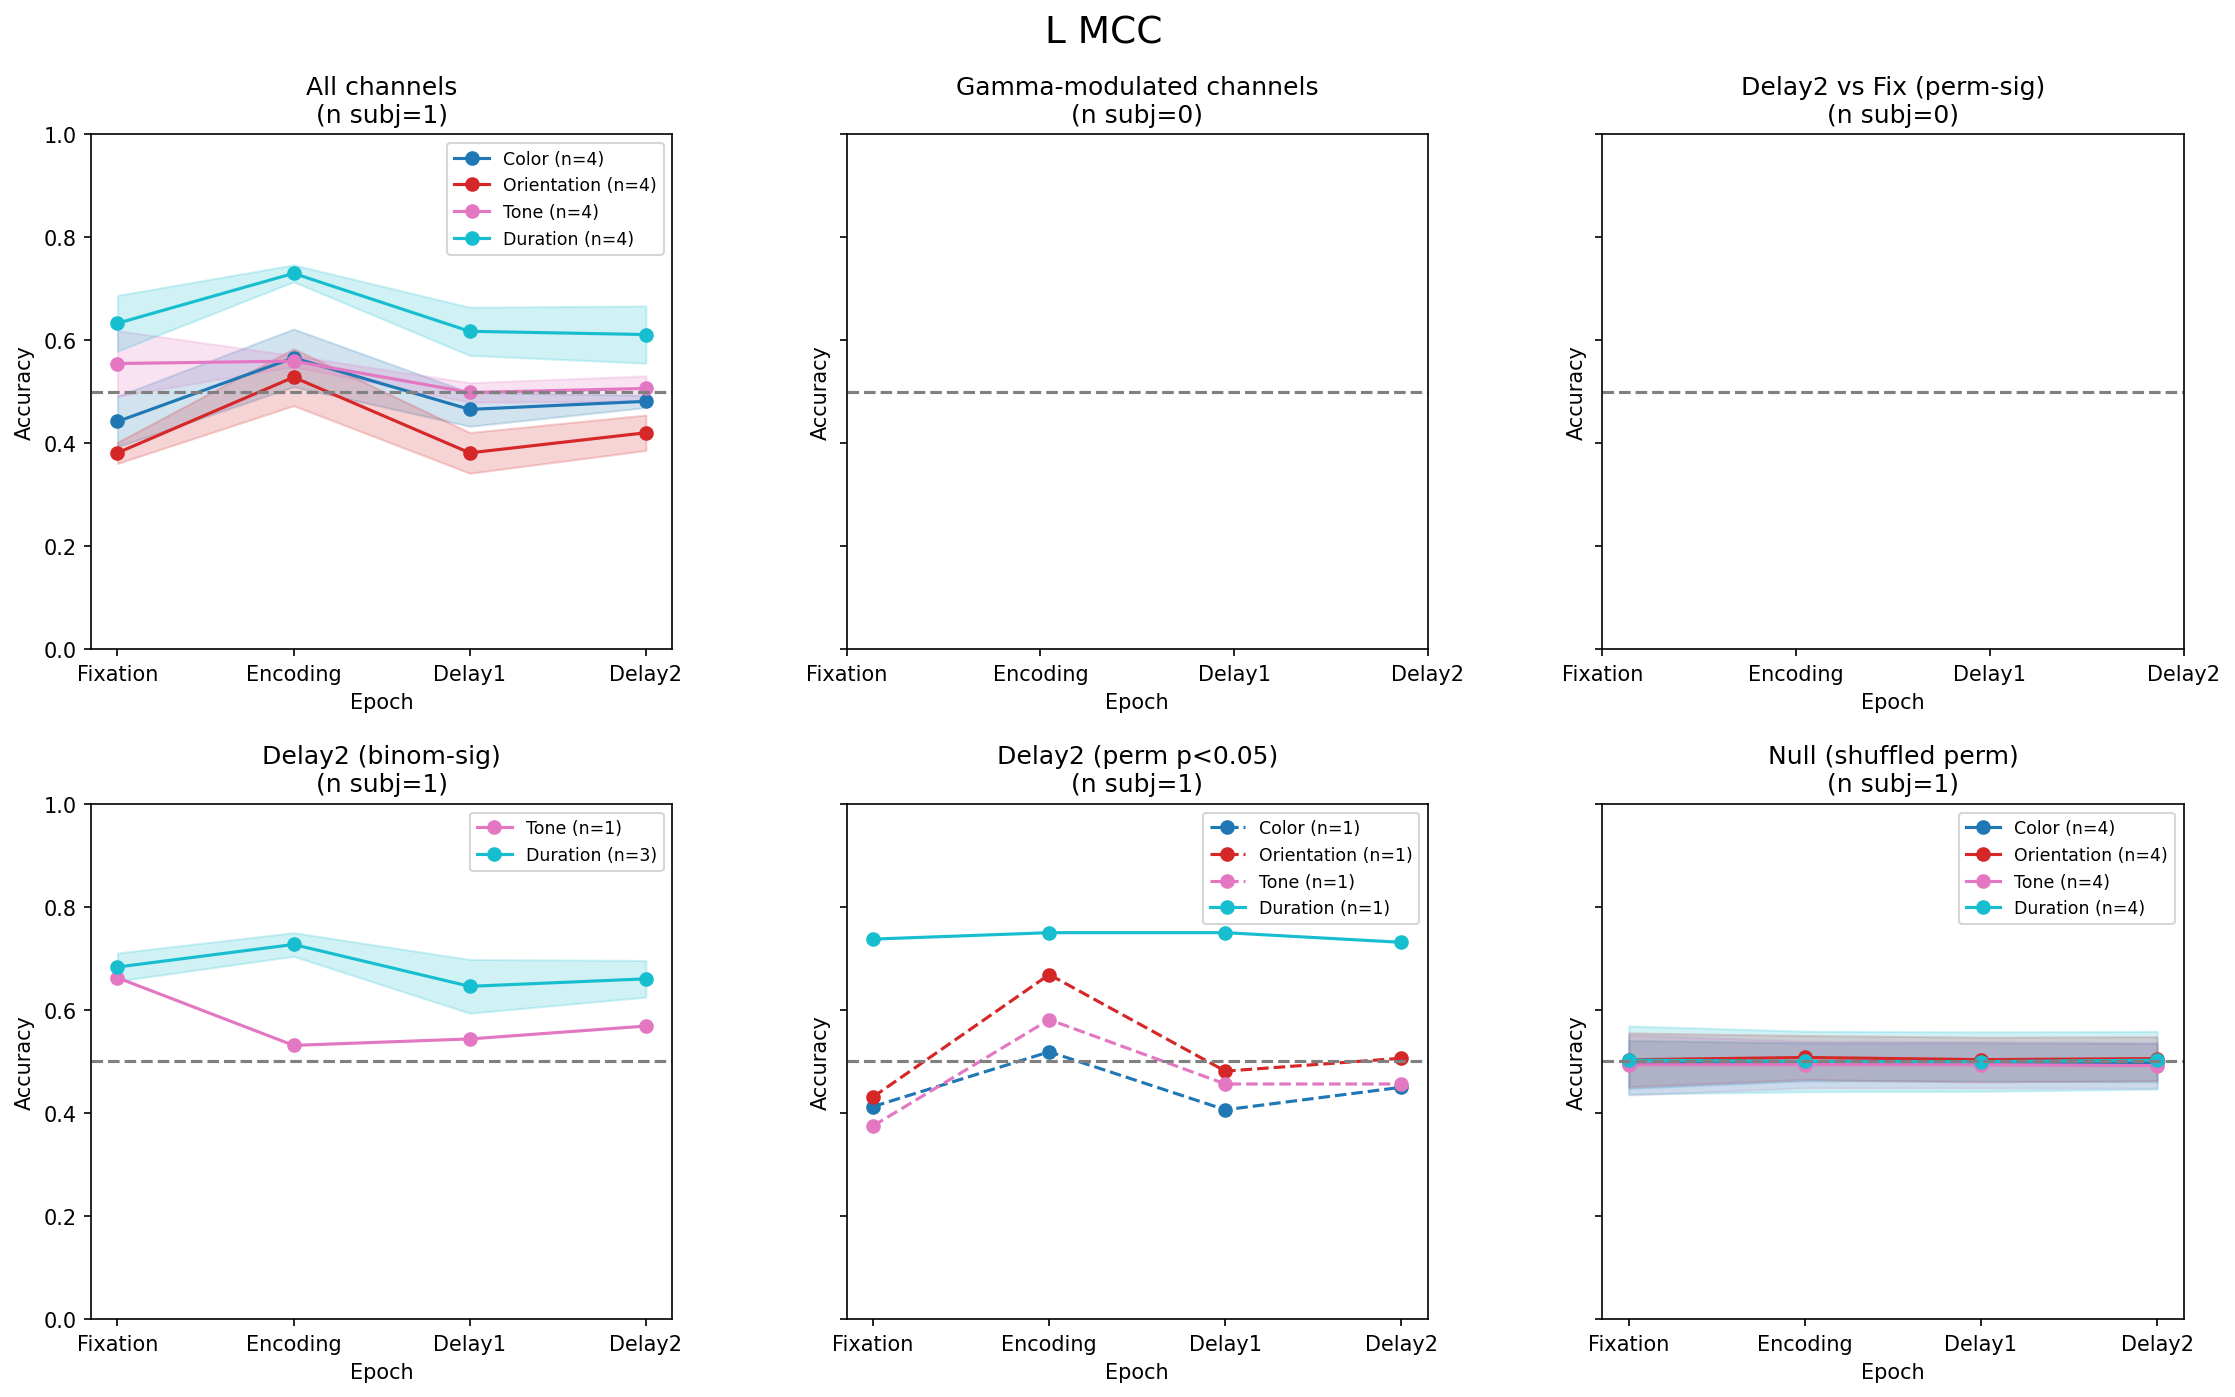 L MCC
All channels
(n subj=1)
1.0
0.8
0.6
0.4
0.2
0.0
Accuracy
Color (n=4)
Orientation (n=4)
Tone (n=4)
Duration (n=4)
Fixation Encoding Delay1 Delay2
Epoch
Gamma-modulated channels
(n subj=0)
Accuracy
Fixation Encoding Delay1 Delay2
Epoch
Delay2 vs Fix (perm-sig)
(n subj=0)
Accuracy
Fixation Encoding Delay1 Delay2
Epoch
Delay2 (binom-sig)
(n subj=1)
1.0
0.8
0.6
0.4
0.2
0.0
Accuracy
Tone (n=1)
Duration (n=3)
Fixation Encoding Delay1 Delay2
Epoch
Delay2 (perm p<0.05)
(n subj=1)
Accuracy
Color (n=1)
Orientation (n=1)
Tone (n=1)
Duration (n=1)
Fixation Encoding Delay1 Delay2
Epoch
Null (shuffled perm)
(n subj=1)
Accuracy
Color (n=4)
Orientation (n=4)
Tone (n=4)
Duration (n=4)
Fixation Encoding Delay1 Delay2
Epoch